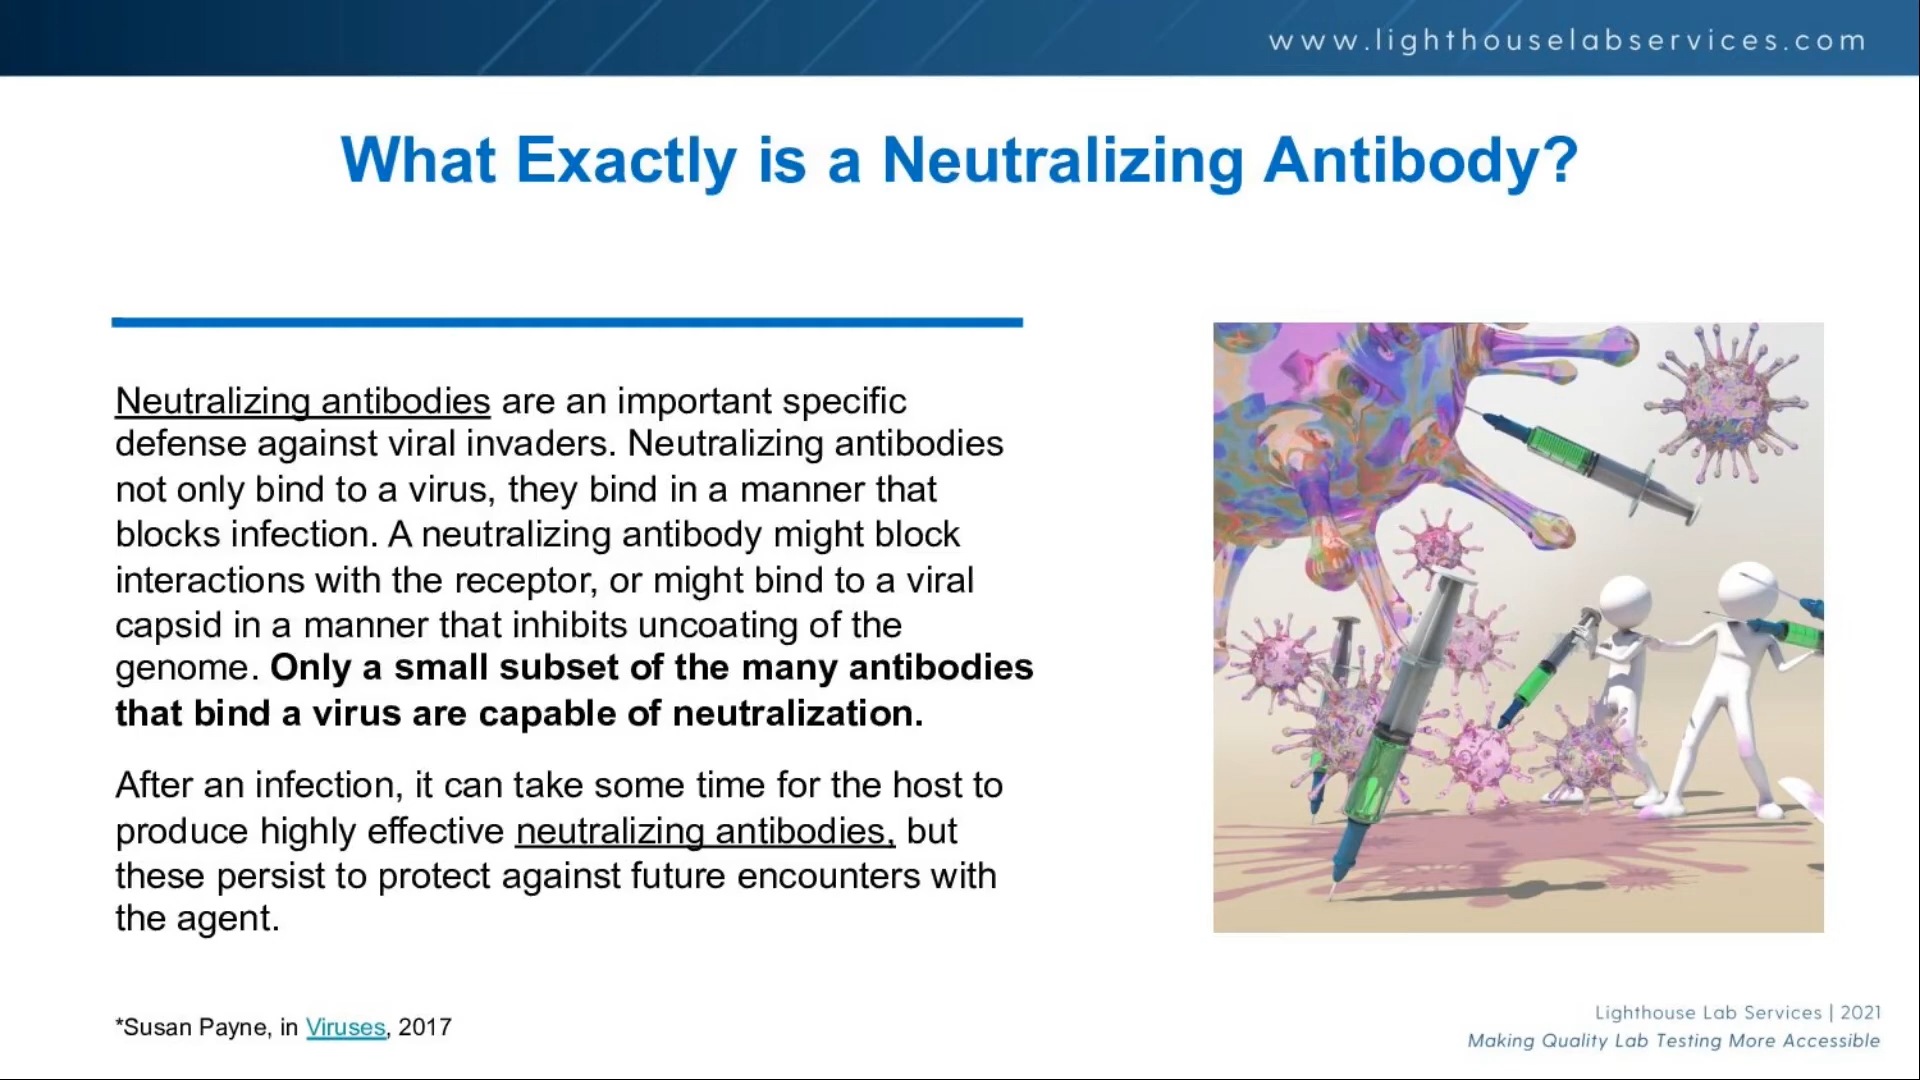 www.lighthouselabservices.com
What Exactly is a Neutralizing Antibody?
Neutralizing antibodies are an important specific
defense against viral invaders. Neutralizing antibodies
not only bind to a virus, they bind in a manner that
blocks infection. A neutralizing antibody might block
interactions with the receptor, or might bind to a viral
capsid in a manner that inhibits uncoating of the
genome. Only a small subset of the many antibodies
that bind a virus are capable of neutralization.
After an infection, it can take some time for the host to
produce highly effective neutralizing antibodies, but
these persist to protect against future encounters with
the agent.
*Susan Payne, in Viruses, 2017
Lighthouse Lab Services | 2021
Making Quality Lab Testing More Accessible